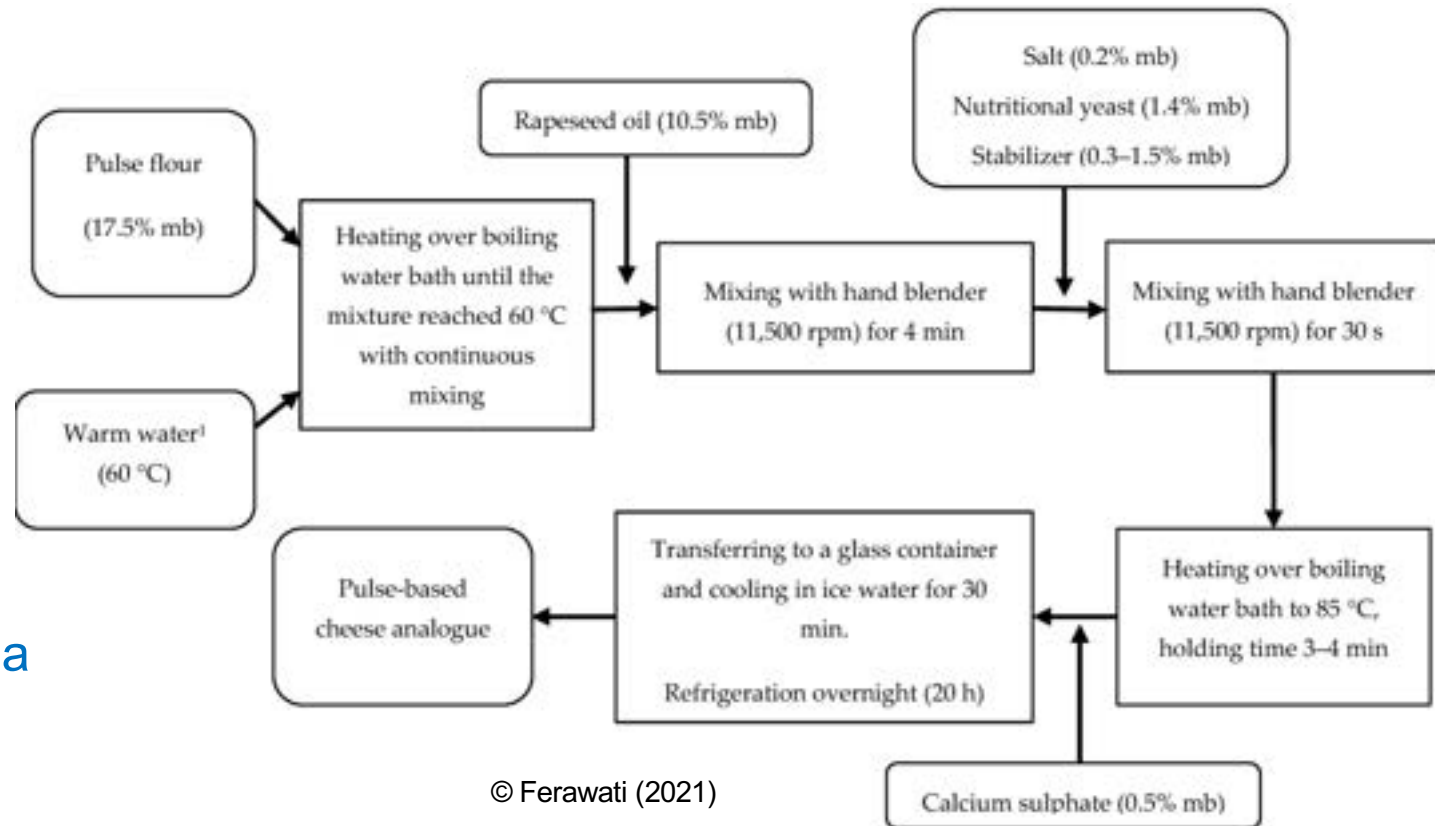 Pulse flour
(17.5% mb)
Warm water¹
(60 °C)
Heating over boiling
water bath until the
mixture reached 60 °C
with continuous
mixing
Rapeseed oil (10.5% mb)
Mixing with hand blender
(11,500 rpm) for 4 min
Salt (0.2% mb)
Nutritional yeast (1.4% mb)
Stabilizer (0.3–1.5% mb)
Mixing with hand blender
(11,500 rpm) for 30 s
Heating over boiling
water bath to 85 °C,
holding time 3–4 min
Calcium sulphate (0.5% mb)
Transferring to a glass container
and cooling in ice water for 30
min.
Refrigeration overnight (20 h)
Pulse-based
cheese analogue
a
© Ferawati (2021)